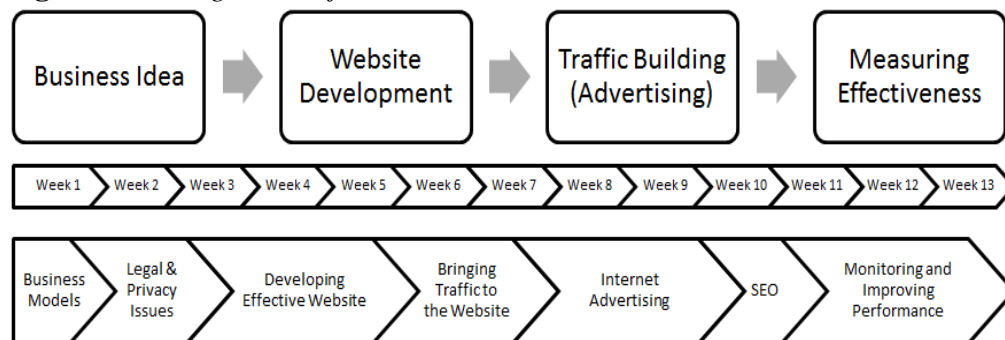 Business Idea
Website
Development
Traffic Building
(Advertising)
Measuring
Effectiveness
Week 1
Week 2
Week 3
Week 4
Week 5
Week 6
Week 7
Week 8
Week 9
Week 10
Week 11
Week 12
Week 13
Business
Models
Legal &
Privacy
Issues
Developing
Effective Website
Bringing
Traffic to
the Website
Internet
Advertising
SEO
Monitoring and
Improving
Performance